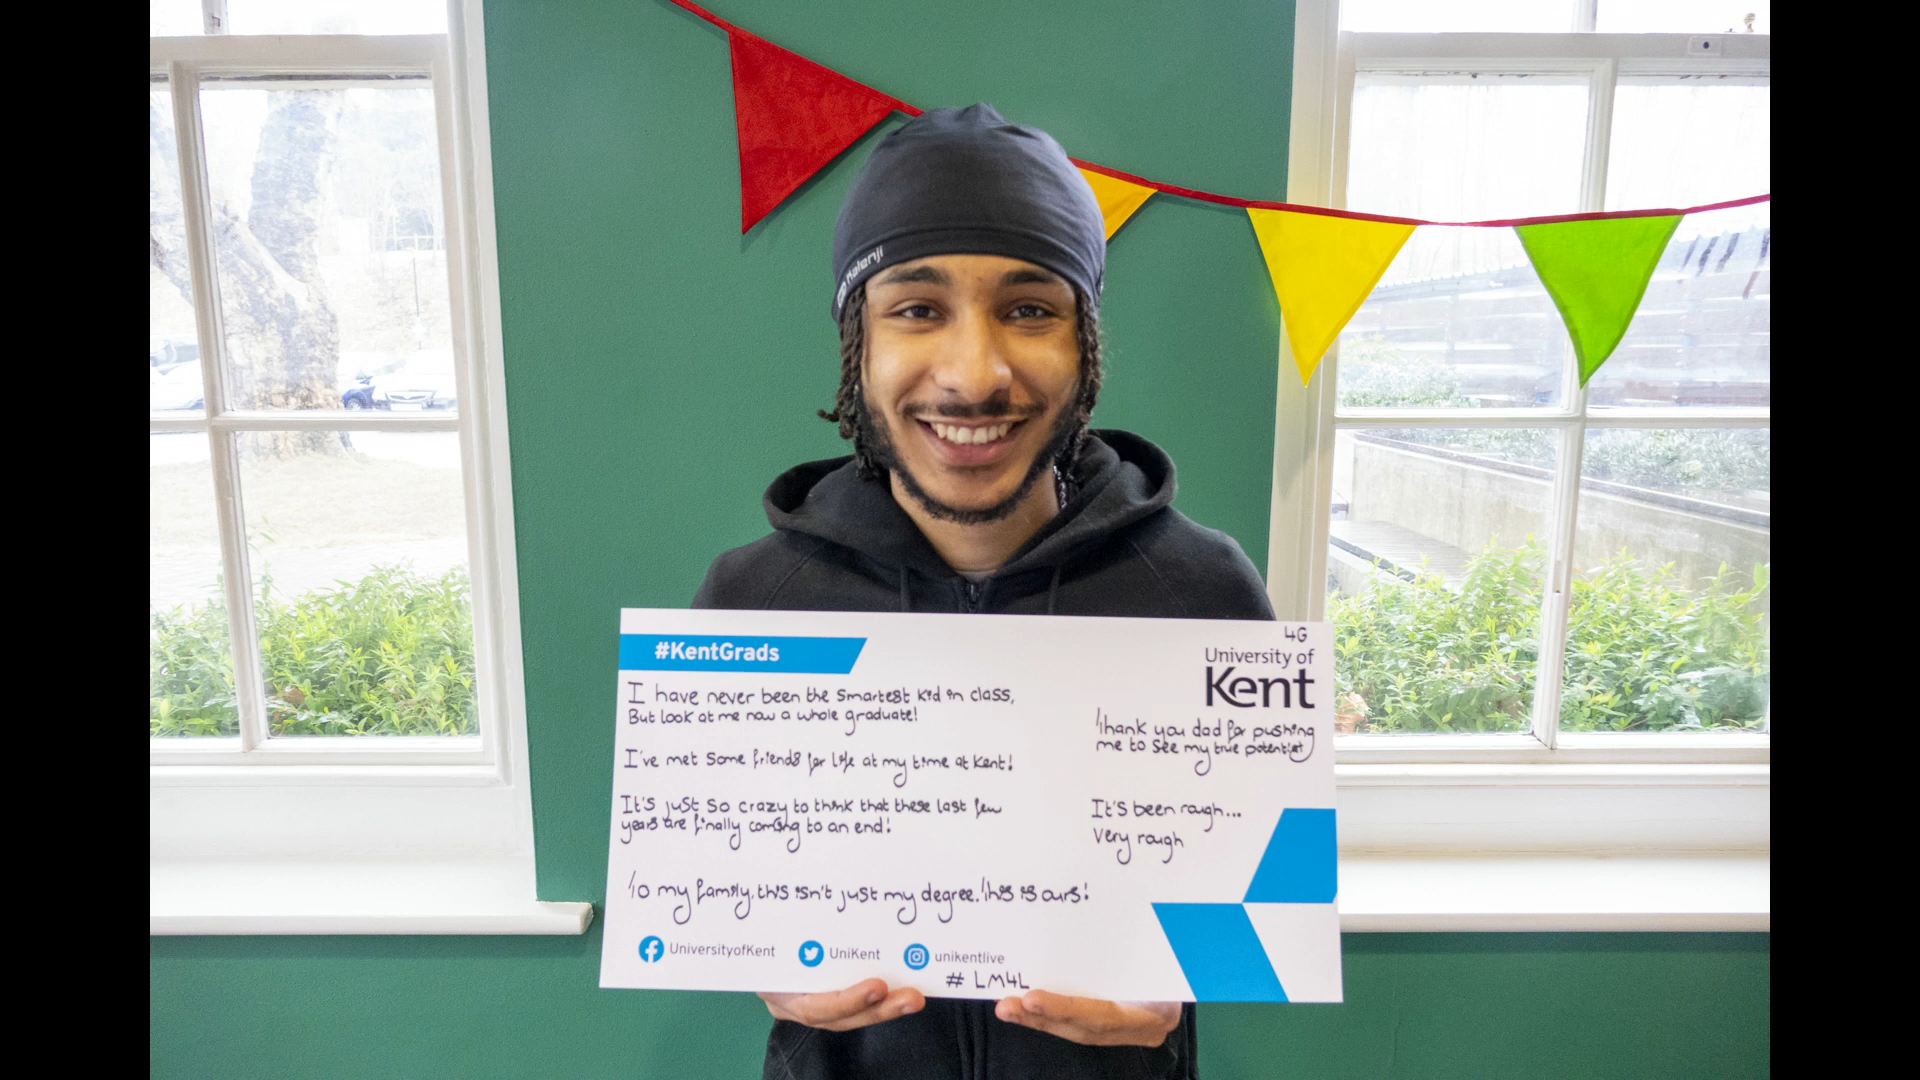 Kalenji
#KentGrads
4G
University of
Kent
I have never been the smartest kid in class,
But look at me now a whole graduate!
I've met some friends for life at my time at Kent!
It's just so crazy to think that these last few
years are finally coming to an end!
To my family, this isn't just my degree. This is ours!
Thank you dad for pushing
me to see my true potential
It's been rough...
Very rough
UniversityofKent
UniKent
unikentlive
# LM4L